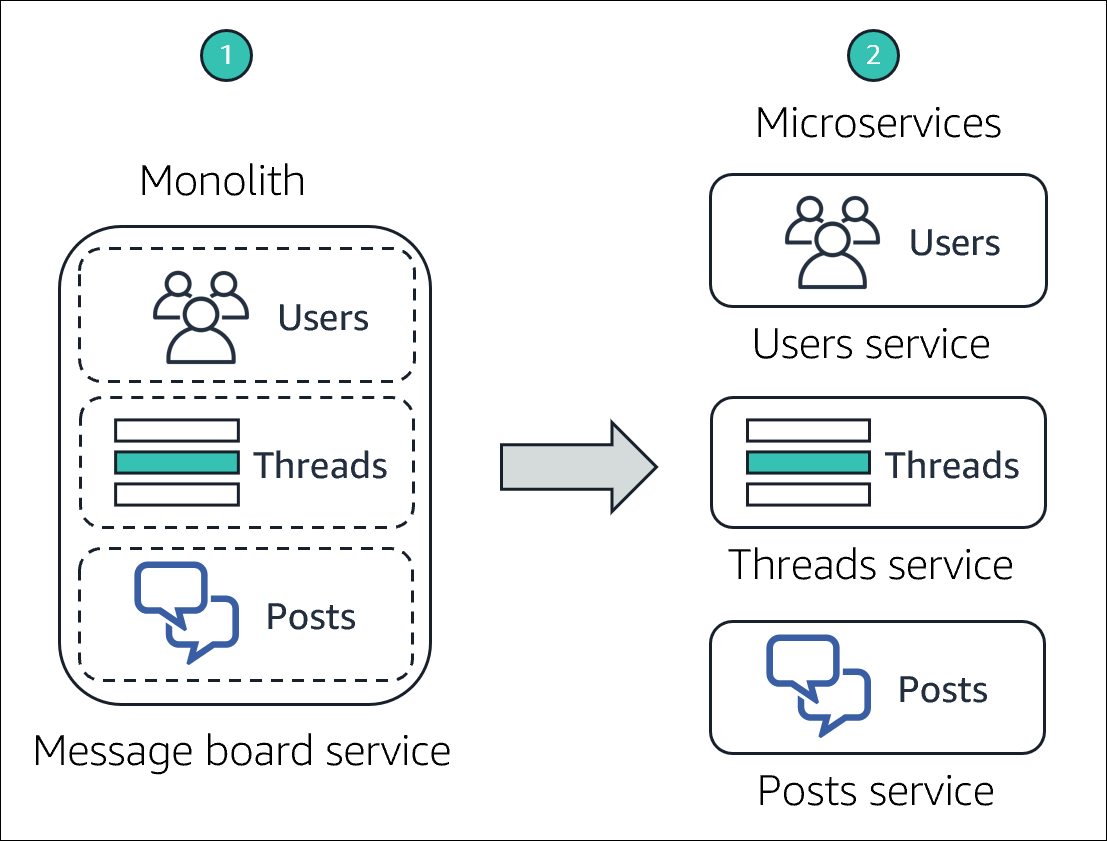 1
Monolith
Users
Threads
Posts
Message board service
2
Microservices
Users
Users service
Threads
Threads service
Posts
Posts service